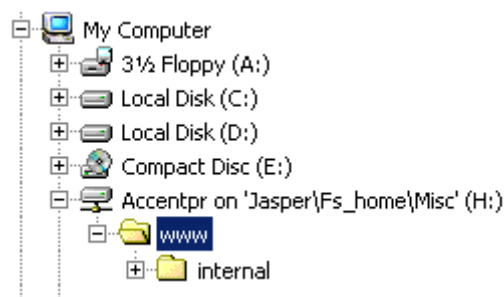 My Computer
3½ Floppy (A:)
Local Disk (C:)
Local Disk (D:)
Compact Disc (E:)
Accentpr on 'Jasper\Fs_home\Misc' (H:)
www
internal